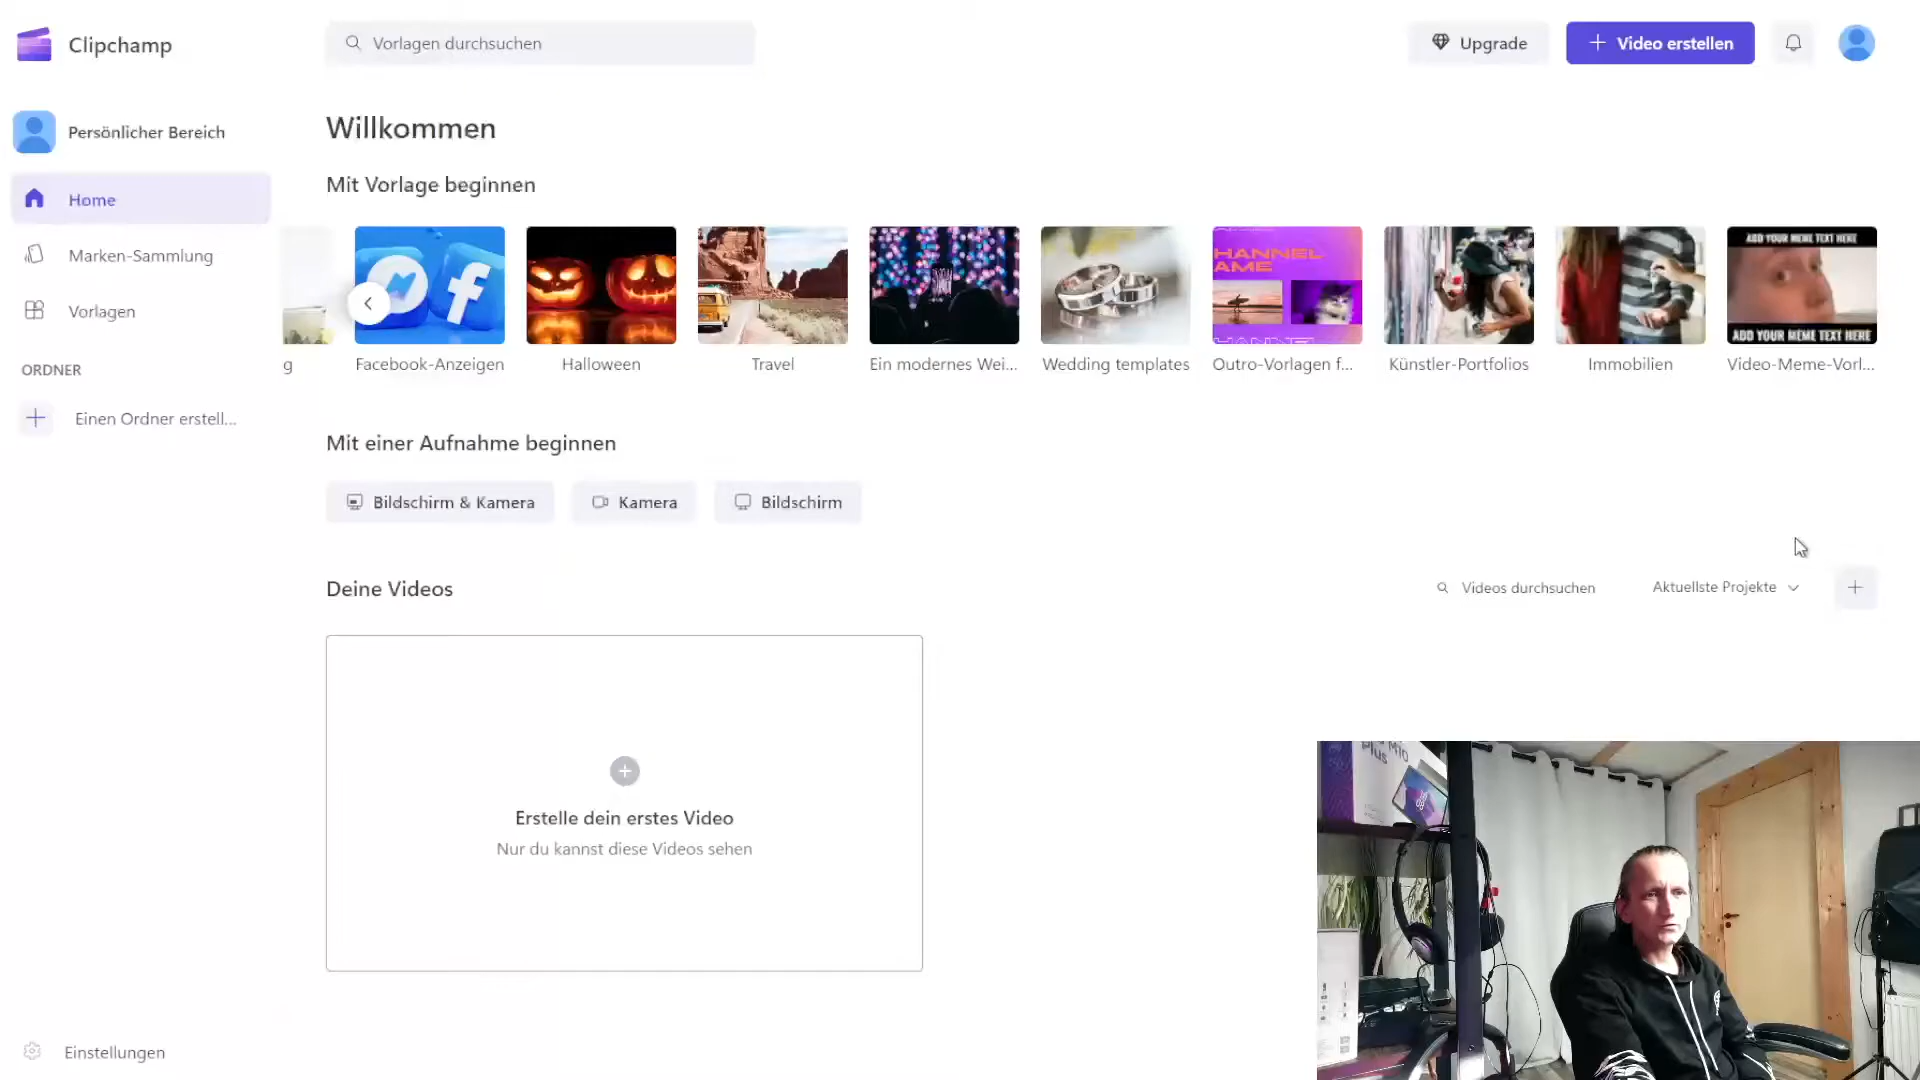 Clipchamp
Vorlagen durchsuchen
Upgrade
Video erstellen
Persönlicher Bereich
Home
Marken-Sammlung
Vorlagen
ORDNER
Einen Ordner erstell...
Einstellungen
Willkommen
Mit Vorlage beginnen
HANNEL
AME
ADD YOUR MEME TEXT HERE
ADD YOUR MEME TEXT HERE
g
Facebook-Anzeigen
Halloween
Travel
Ein modernes Wei...
Wedding templates
Outro-Vorlagen f...
Künstler-Portfolios
Immobilien
Video-Meme-Vorl...
Mit einer Aufnahme beginnen
Bildschirm & Kamera
Kamera
Bildschirm
Deine Videos
Videos durchsuchen
Aktuellste Projekte
Erstelle dein erstes Video
Nur du kannst diese Videos sehen
Plus